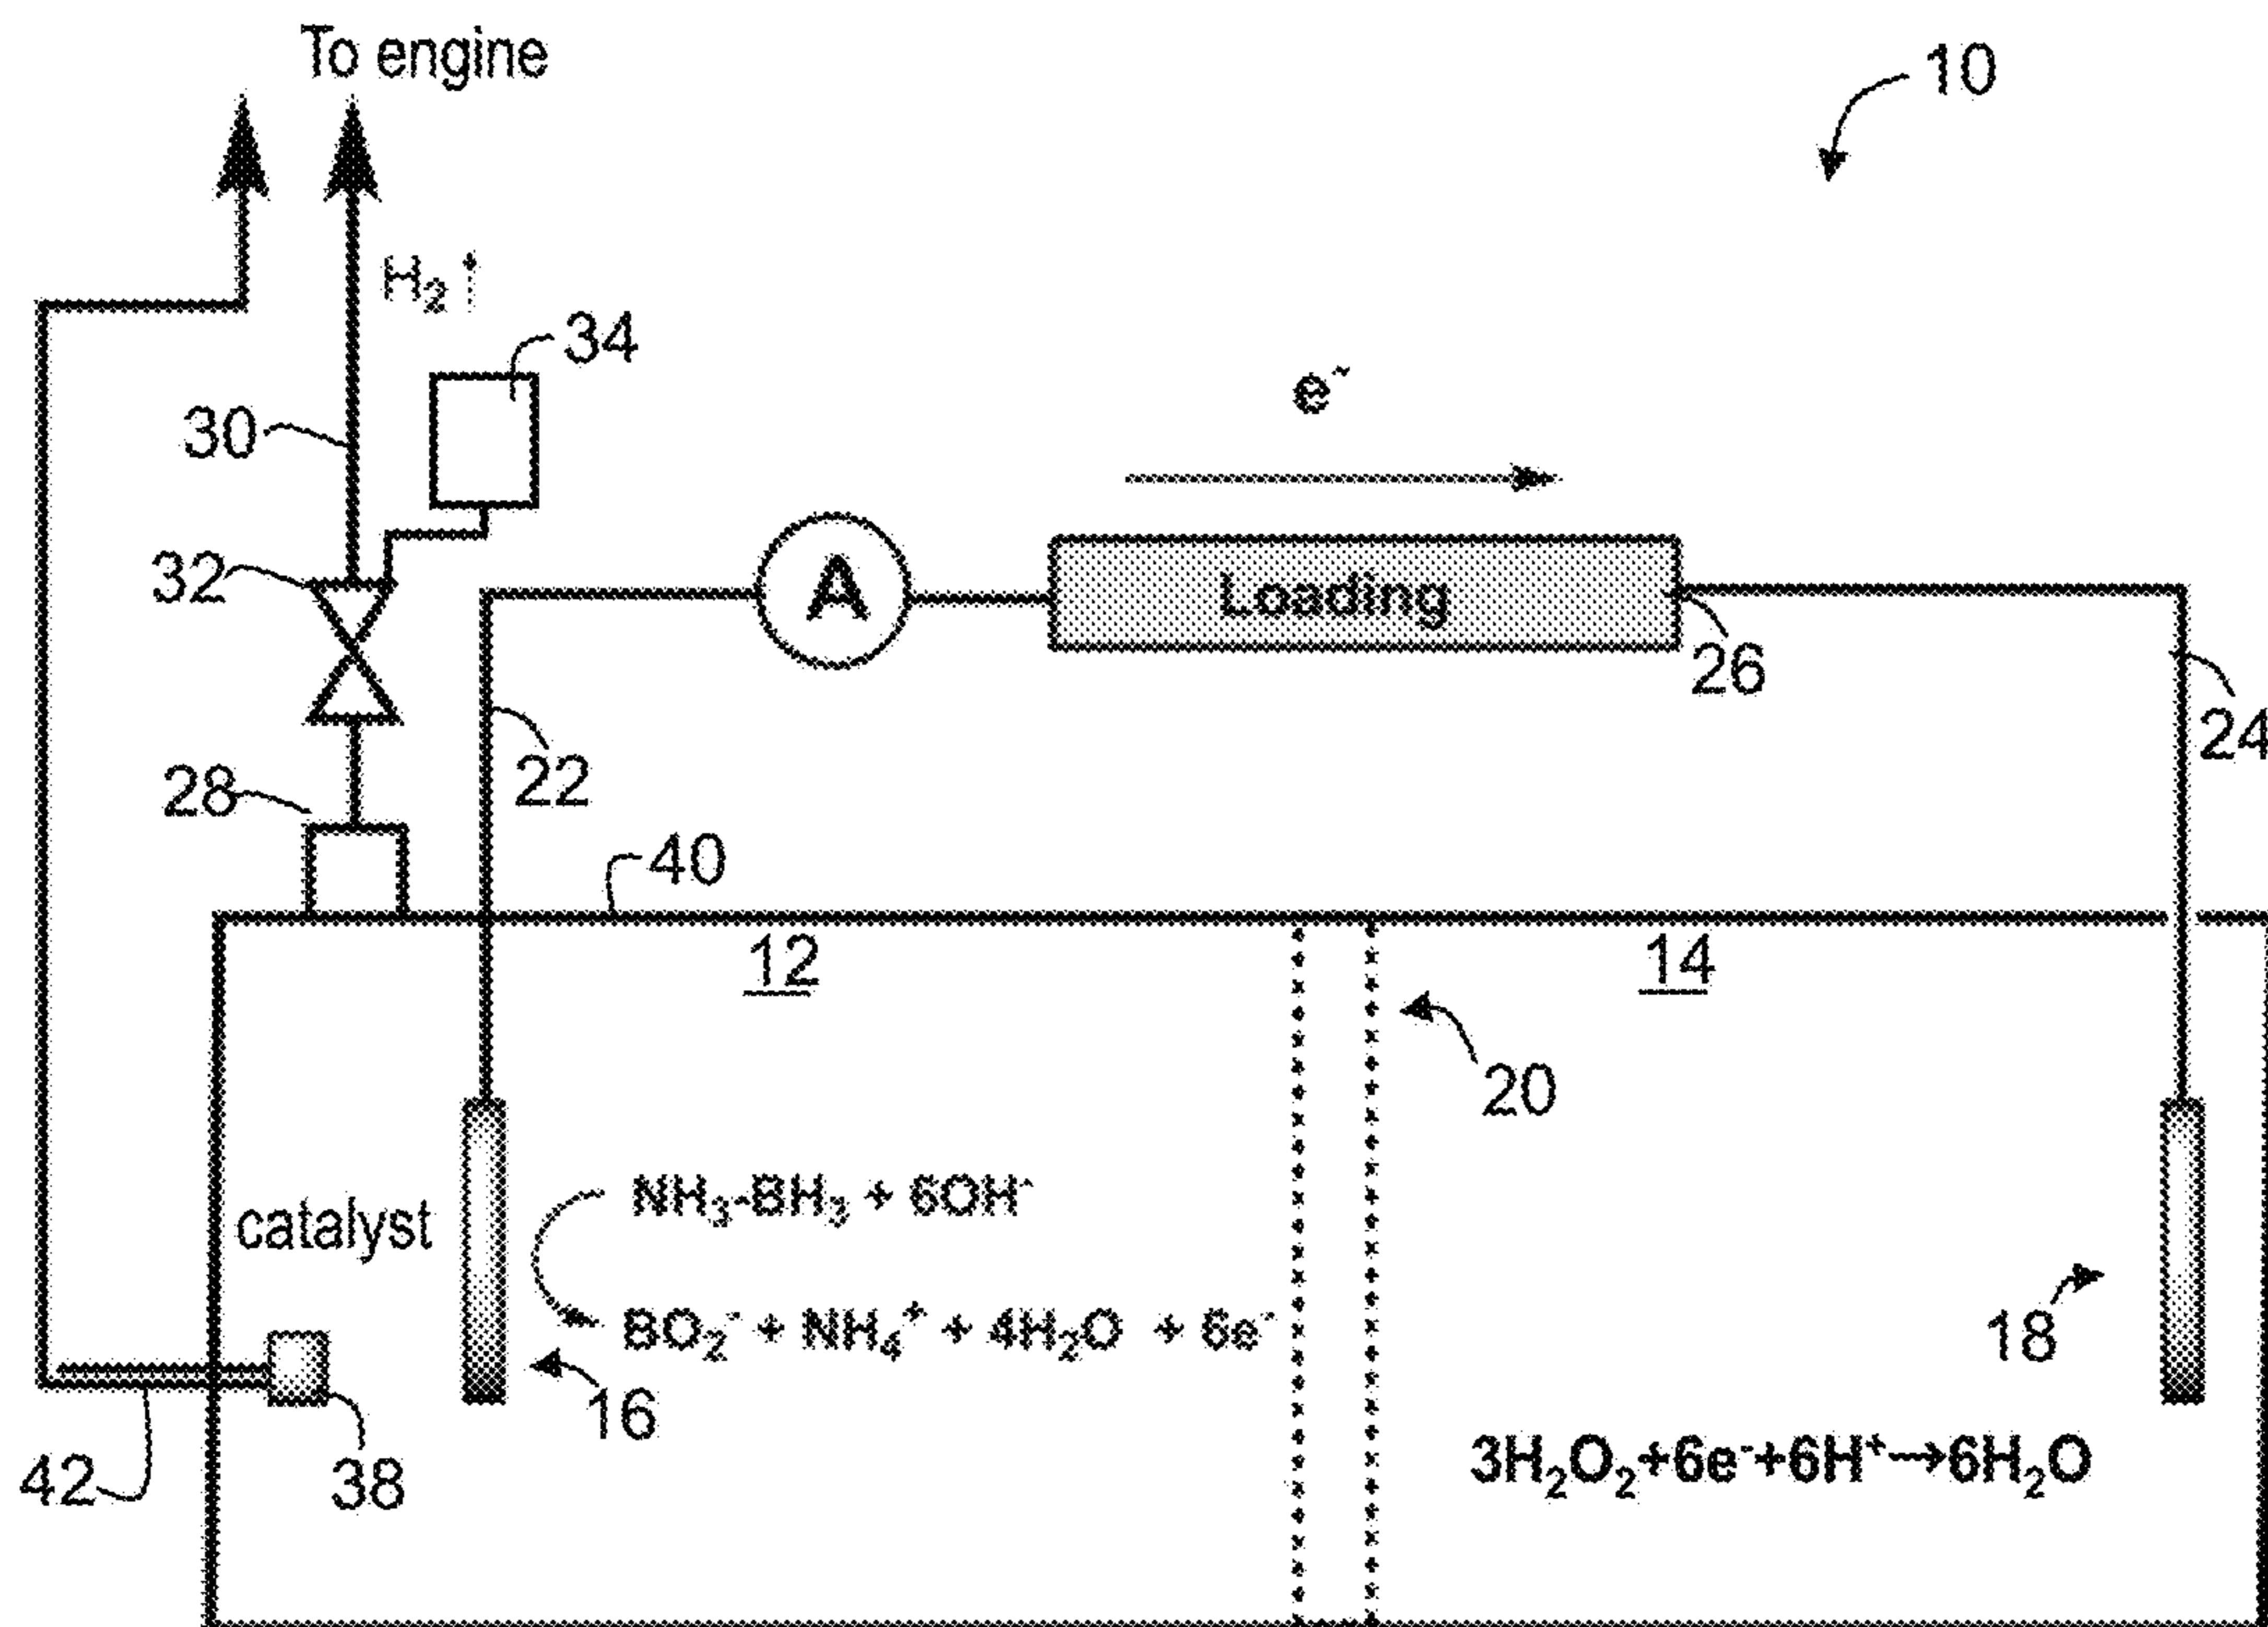 To engine
10
H₂ ↑
34
e⁻
30
32
A
Loading
26
24
22
28
40
12
14
20
NH₃-BH₃ + 6OH⁻
catalyst
BO₂⁻ + NH₄⁺ + 4H₂O + 6e⁻
18
16
3H₂O₂+6e⁻+6H⁺→6H₂O
42
38